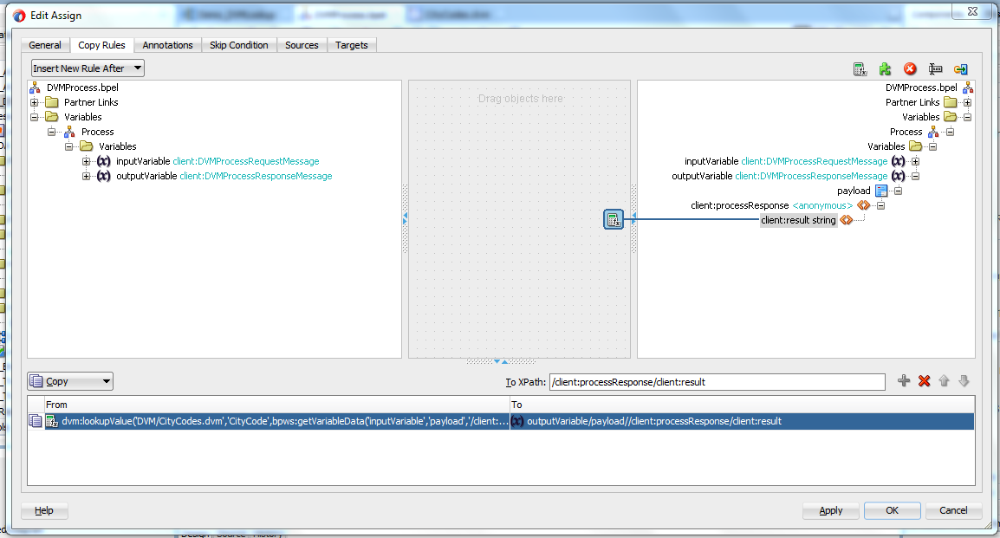 Edit Assign
General Copy Rules Annotations Skip Condition Sources Targets
Insert New Rule After
DVMProcess.bpel
Partner Links
Variables
Process
Variables
inputVariable client:DVMProcessRequestMessage
outputVariable client:DVMProcessResponseMessage
Drag objects here
DVMProcess.bpel
Partner Links
Variables
Process
Variables
inputVariable client:DVMProcessRequestMessage
outputVariable client:DVMProcessResponseMessage
payload
client:processResponse <anonymous>
client:result string
Copy
To XPath: /client:processResponse/client:result
From To
dvm:lookupValue('DVM/CityCodes.dvm','CityCode',bpws:getVariableData('inputVariable','payload','/client:... outputVariable/payload//client:processResponse/client:result
Help Apply OK Cancel